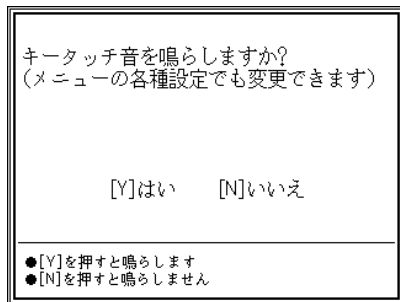 キータッチ音を鳴らしますか?
(メニューの各種設定でも変更できます)
[Y]はい [N]いいえ
●[Y]を押すと鳴らします
●[N]を押すと鳴らしません